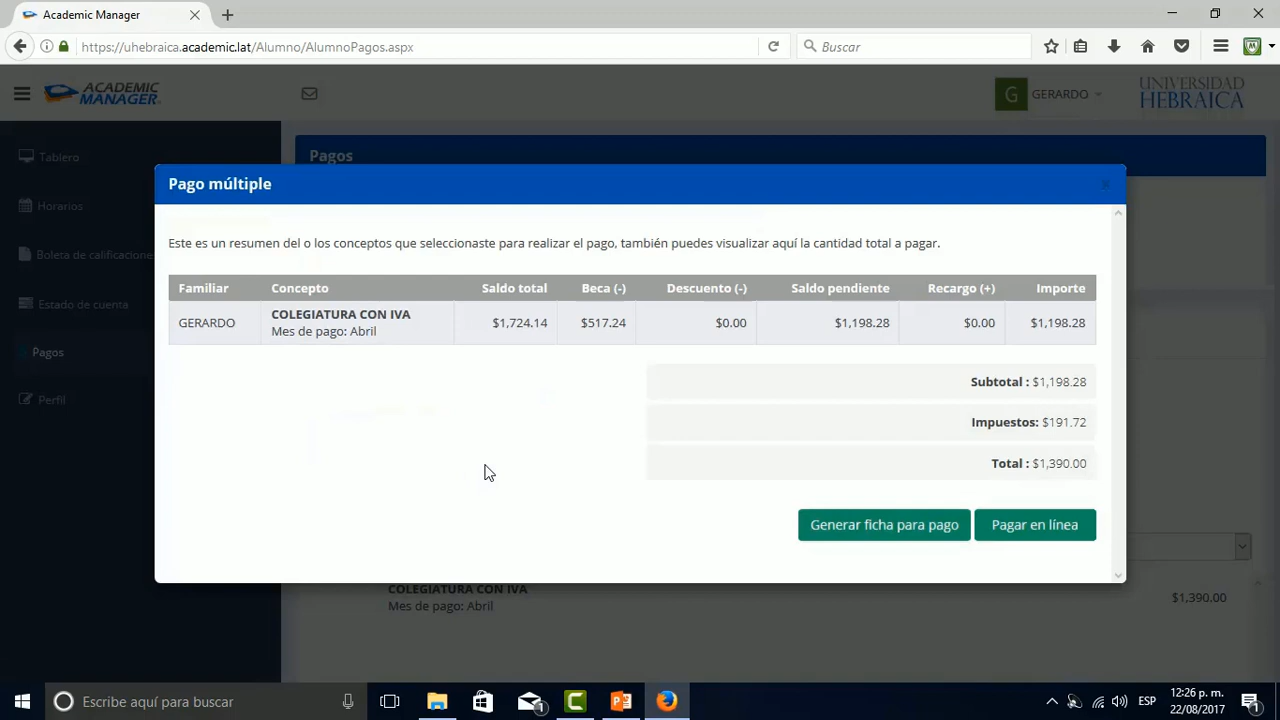 Academic Manager
https://uhebraica.academic.lat/Alumno/AlumnoPagos.aspx
Buscar
ACADEMIC
MANAGER
G GERARDO
UNIVERSIDAD
HEBRAICA
Tablero
Horarios
Boleta de calificacione
Estado de cuenta
Pagos
Perfil
Pagos
Pago múltiple
Este es un resumen del o los conceptos que seleccionaste para realizar el pago, también puedes visualizar aquí la cantidad total a pagar.
Familiar Concepto Saldo total Beca (-) Descuento (-) Saldo pendiente Recargo (+) Importe
GERARDO COLEGIATURA CON IVA $1,724.14 $517.24 $0.00 $1,198.28 $0.00 $1,198.28
Mes de pago: Abril
Subtotal : $1,198.28
Impuestos: $191.72
Total : $1,390.00
Generar ficha para pago Pagar en línea
COLEGIATURA CON IVA $1,390.00
Mes de pago: Abril
Escribe aquí para buscar
1
ESP
12:26 p. m.
22/08/2017
1